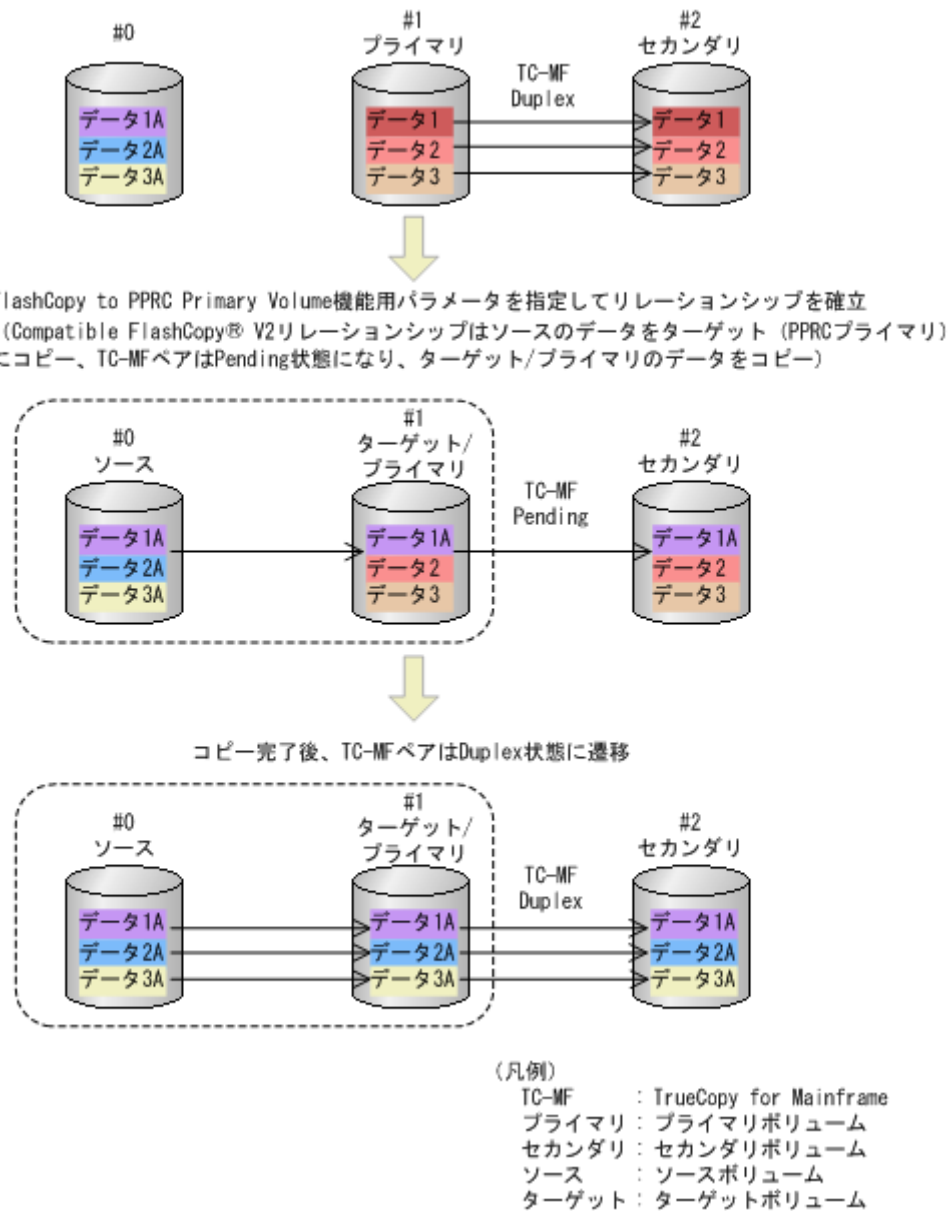 #0
#1
プライマリ
#2
セカンダリ
TC-MF
Duplex
データ1A
データ2A
データ3A
データ1
データ2
データ3
データ1
データ2
データ3
lashCopy to PPRC Primary Volume機能用パラメータを指定してリレーションシップを確立
(Compatible FlashCopy® V2リレーションシップはソースのデータをターゲット (PPRCプライマリ)
にコピー、TC-MFペアはPending状態になり、ターゲット/プライマリのデータをコピー)
#0
ソース
#1
ターゲット/
プライマリ
#2
セカンダリ
TC-MF
Pending
データ1A
データ2A
データ3A
データ1A
データ2
データ3
データ1A
データ2
データ3
コピー完了後、TC-MFペアはDuplex状態に遷移
#0
ソース
#1
ターゲット/
プライマリ
#2
セカンダリ
TC-MF
Duplex
データ1A
データ2A
データ3A
データ1A
データ2A
データ3A
データ1A
データ2A
データ3A
(凡例)
TC-MF : TrueCopy for Mainframe
プライマリ : プライマリボリューム
セカンダリ : セカンダリボリューム
ソース : ソースボリューム
ターゲット : ターゲットボリューム